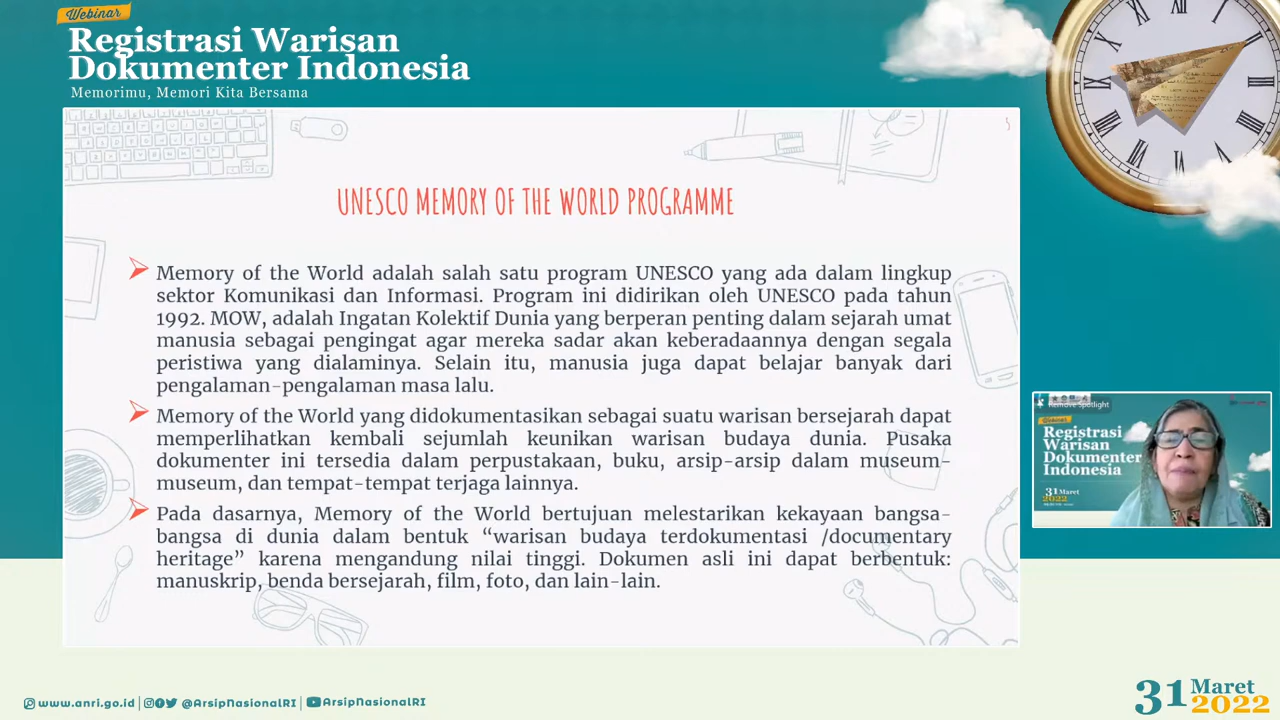 Webinar
Registrasi Warisan
Dokumenter Indonesia
Memorimu, Memori Kita Bersama
UNESCO MEMORY OF THE WORLD PROGRAMME
Memory of the World adalah salah satu program UNESCO yang ada dalam lingkup
sektor Komunikasi dan Informasi. Program ini didirikan oleh UNESCO pada tahun
1992. MOW, adalah Ingatan Kolektif Dunia yang berperan penting dalam sejarah umat
manusia sebagai pengingat agar mereka sadar akan keberadaannya dengan segala
peristiwa yang dialaminya. Selain itu, manusia juga dapat belajar banyak dari
pengalaman-pengalaman masa lalu.
Memory of the World yang didokumentasikan sebagai suatu warisan bersejarah dapat
memperlihatkan kembali sejumlah keunikan warisan budaya dunia. Pusaka
dokumenter ini tersedia dalam perpustakaan, buku, arsip-arsip dalam museum-
museum, dan tempat-tempat terjaga lainnya.
Pada dasarnya, Memory of the World bertujuan melestarikan kekayaan bangsa-
bangsa di dunia dalam bentuk “warisan budaya terdokumentasi /documentary
heritage” karena mengandung nilai tinggi. Dokumen asli ini dapat berbentuk:
manuskrip, benda bersejarah, film, foto, dan lain-lain.
Remove Spotlight
Registrasi
Warisan
Dokumenter
Indonesia
31 Maret
2022
www.anri.go.id | @ArsipNasionalRI | ArsipNasionalRI
31 Maret
2022